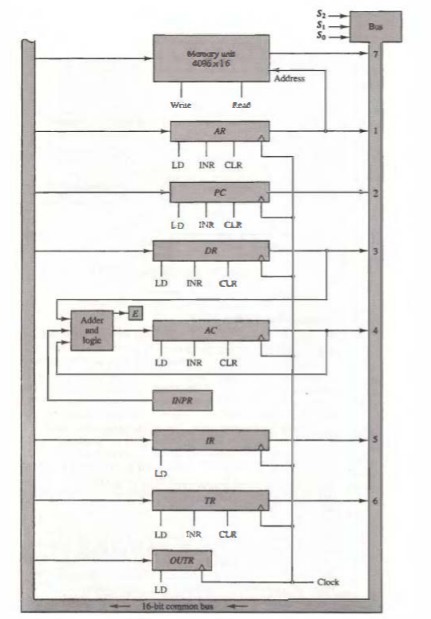 S2
S1
S0
Bus
Memory unit
4096 x 16
7
Address
Write Read
AR
1
LD INR CLR
PC
2
LD INR CLR
DR
3
LD INR CLR
E
Adder
and
logic
AC
4
LD INR CLR
INPR
IR
5
LD
TR
6
LD INR CLR
OUTR
LD
Clock
16-bit common bus